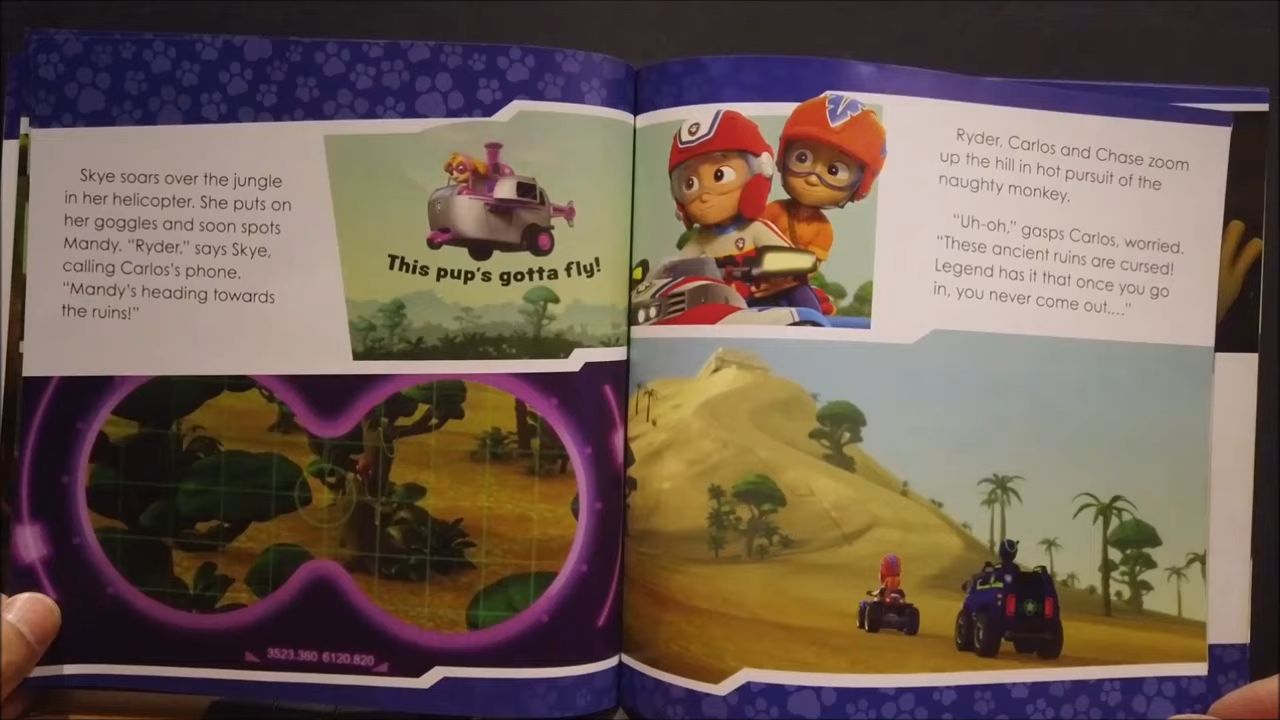 Skye soars over the jungle
in her helicopter. She puts on
her goggles and soon spots
Mandy. “Ryder,” says Skye,
calling Carlos’s phone.
“Mandy’s heading towards
the ruins!”
This pup’s gotta fly!
3523.360 6120.820
Ryder, Carlos and Chase zoom
up the hill in hot pursuit of the
naughty monkey.
“Uh-oh,” gasps Carlos, worried.
“These ancient ruins are cursed!
Legend has it that once you go
in, you never come out....”